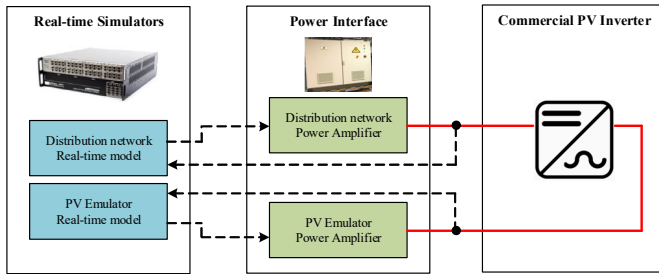 Real-time Simulators
Power Interface
Commercial PV Inverter
Distribution network
Real-time model
Distribution network
Power Amplifier
PV Emulator
Real-time model
PV Emulator
Power Amplifier